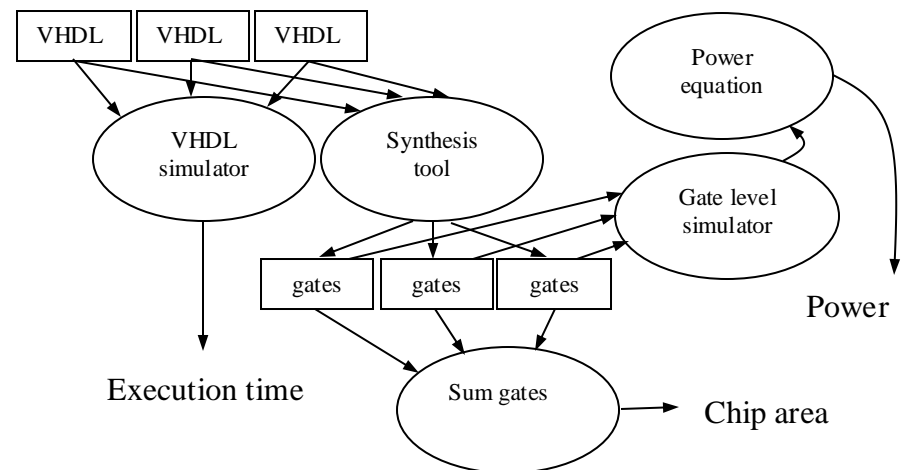 VHDL VHDL VHDL
Power
equation
VHDL
simulator
Synthesis
tool
Gate level
simulator
gates gates gates
Power
Execution time
Sum gates
Chip area